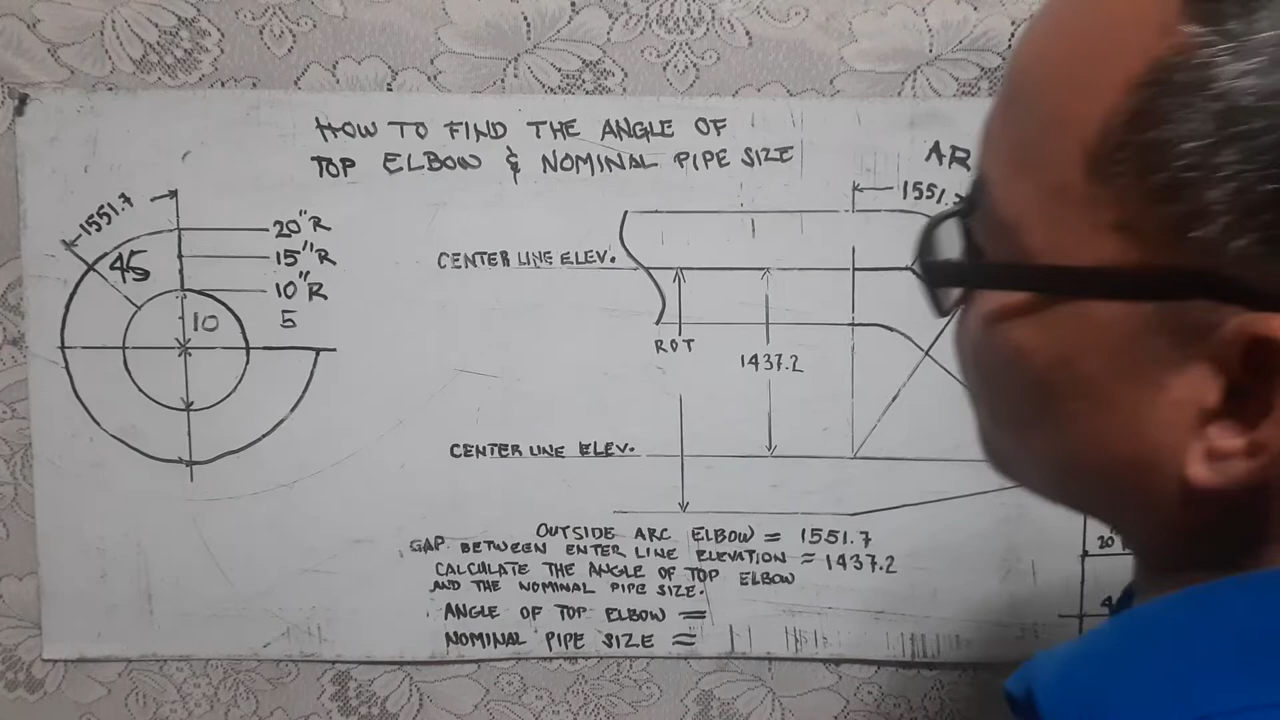 HOW TO FIND THE ANGLE OF
TOP ELBOW & NOMINAL PIPE SIZE
1551.7
45
20"R
15"R
10"R
5
10
AR
1551.7
CENTER LINE ELEV.
ROT
1437.2
CENTER LINE ELEV.
OUTSIDE ARC ELBOW = 1551.7
GAP BETWEEN ENTER LINE ELEVATION = 1437.2
CALCULATE THE ANGLE OF TOP ELBOW
AND THE NOMINAL PIPE SIZE.
ANGLE OF TOP ELBOW =
NOMINAL PIPE SIZE =
20"